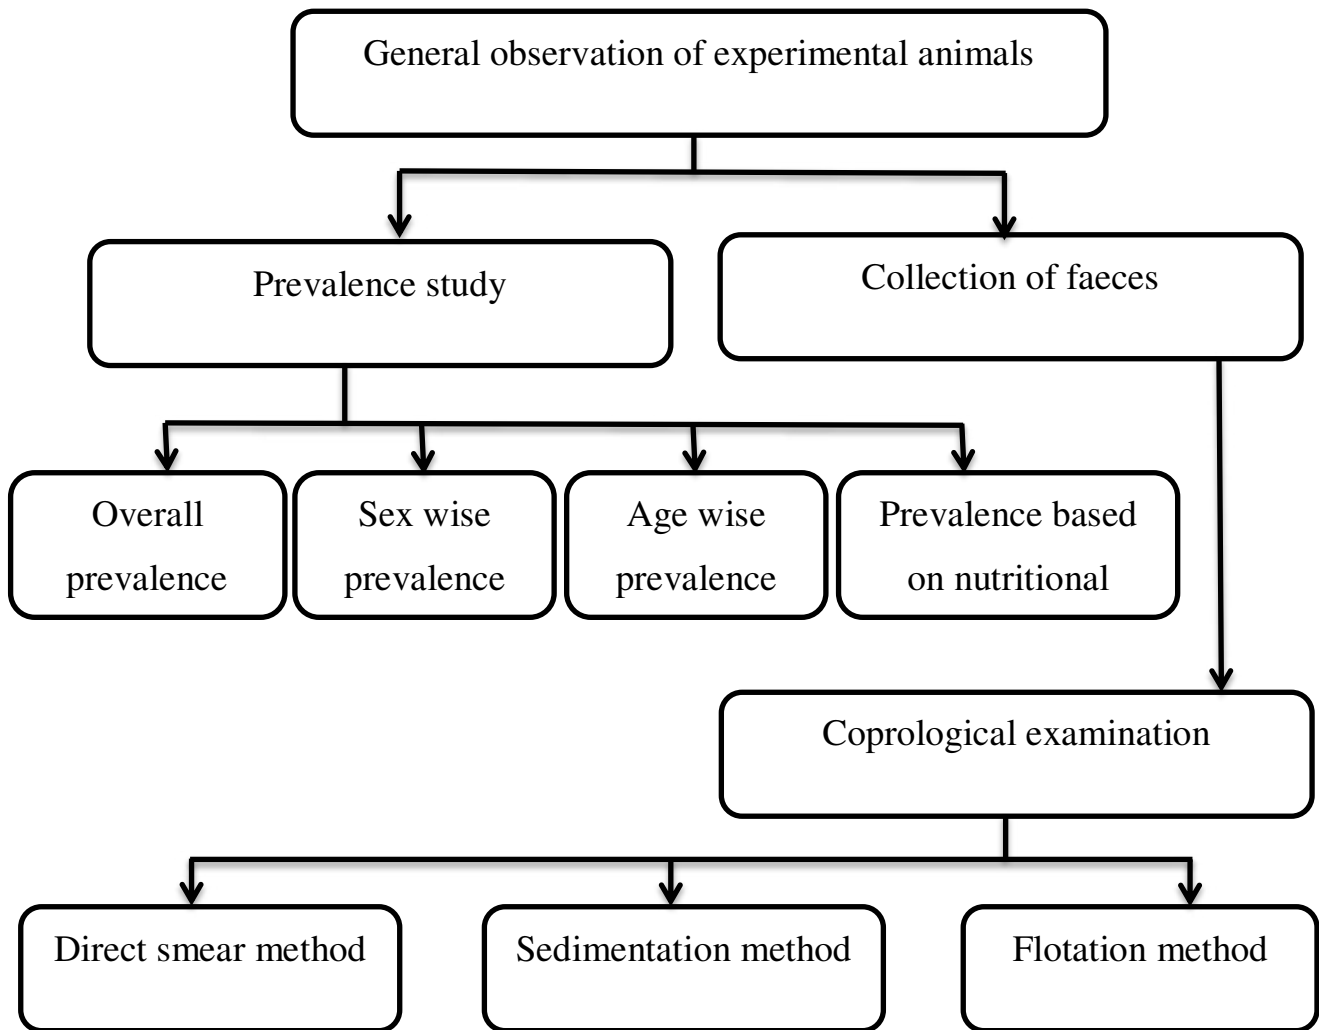 General observation of experimental animals
Prevalence study
Collection of faeces
Overall
prevalence
Sex wise
prevalence
Age wise
prevalence
Prevalence based
on nutritional
Coprological examination
Direct smear method
Sedimentation method
Flotation method